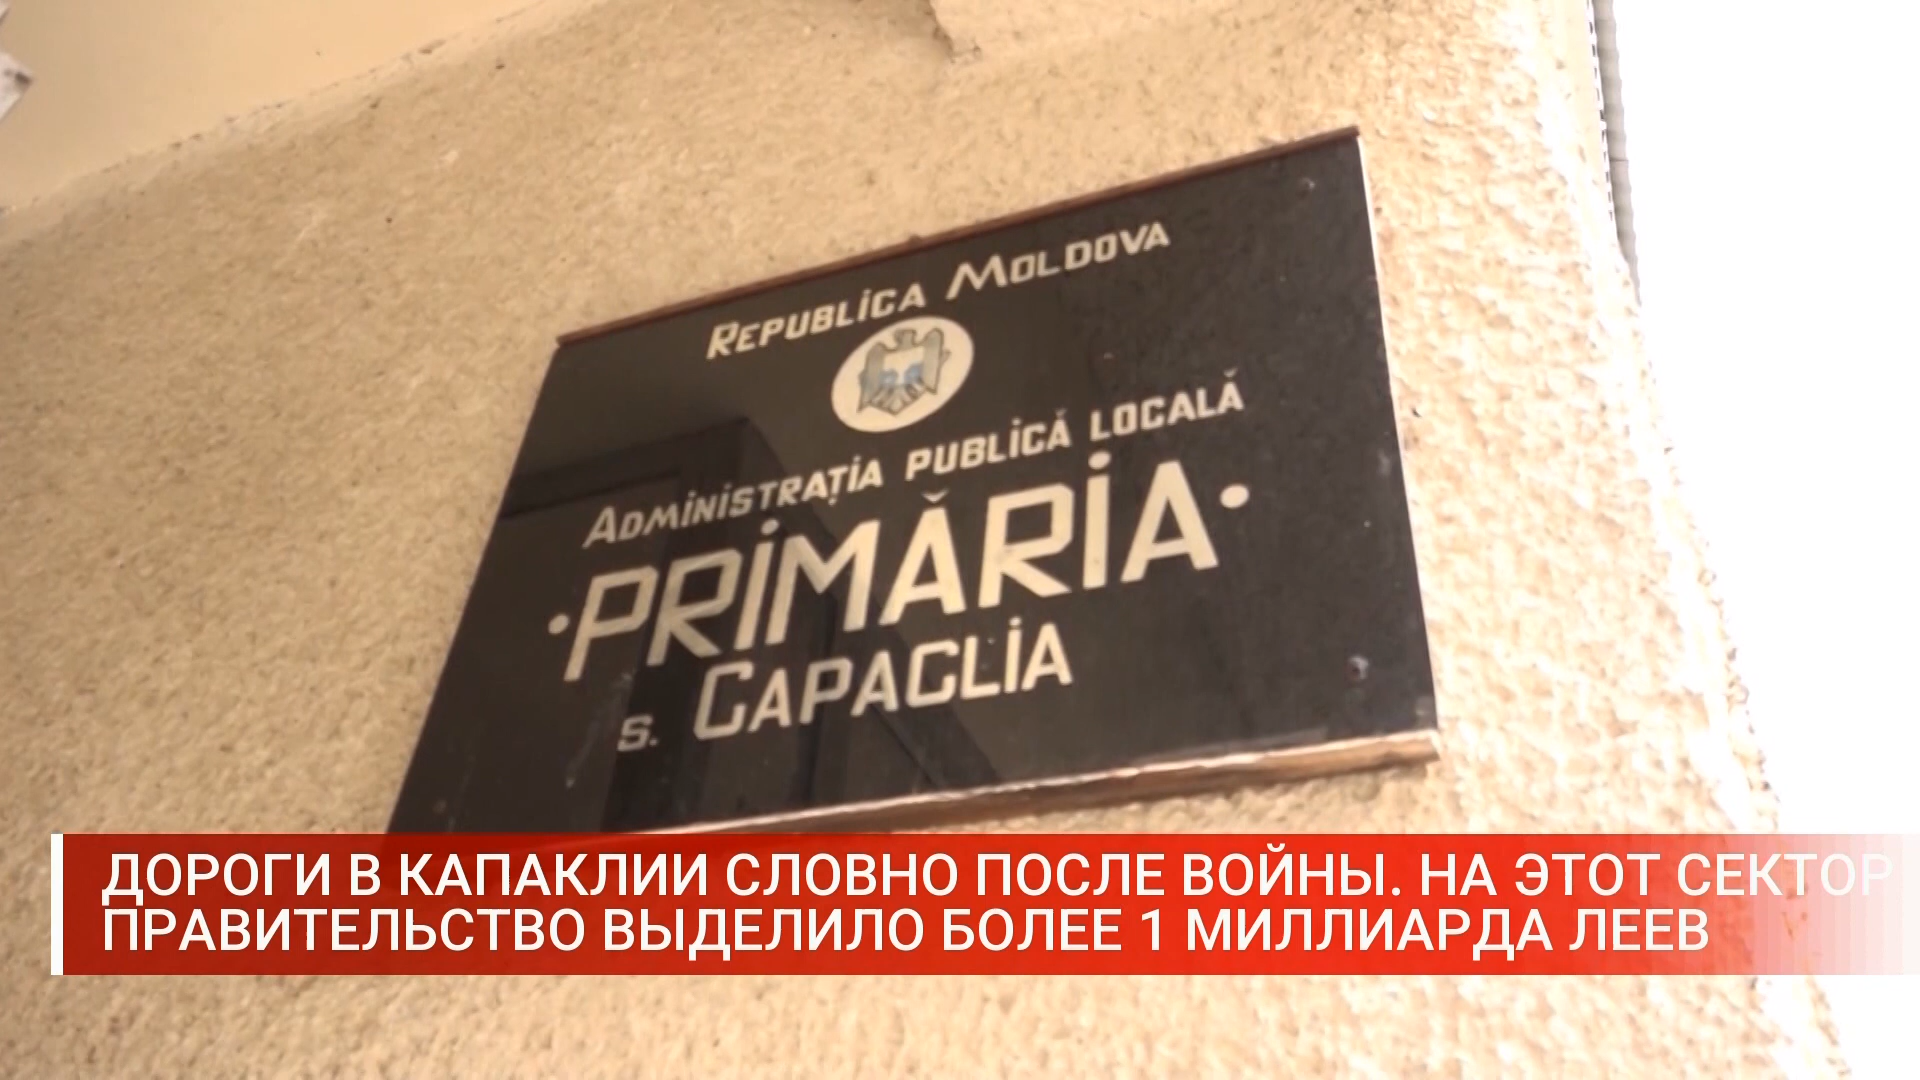 REPUBLICA MOLDOVA
ADMINISTRAȚIA PUBLICĂ LOCALĂ
·PRIMĂRIA·
s. CAPACLIA
ДОРОГИ В КАПАКЛИИ СЛОВНО ПОСЛЕ ВОЙНЫ. НА ЭТОТ СЕКТОР
ПРАВИТЕЛЬСТВО ВЫДЕЛИЛО БОЛЕЕ 1 МИЛЛИАРДА ЛЕЕВ